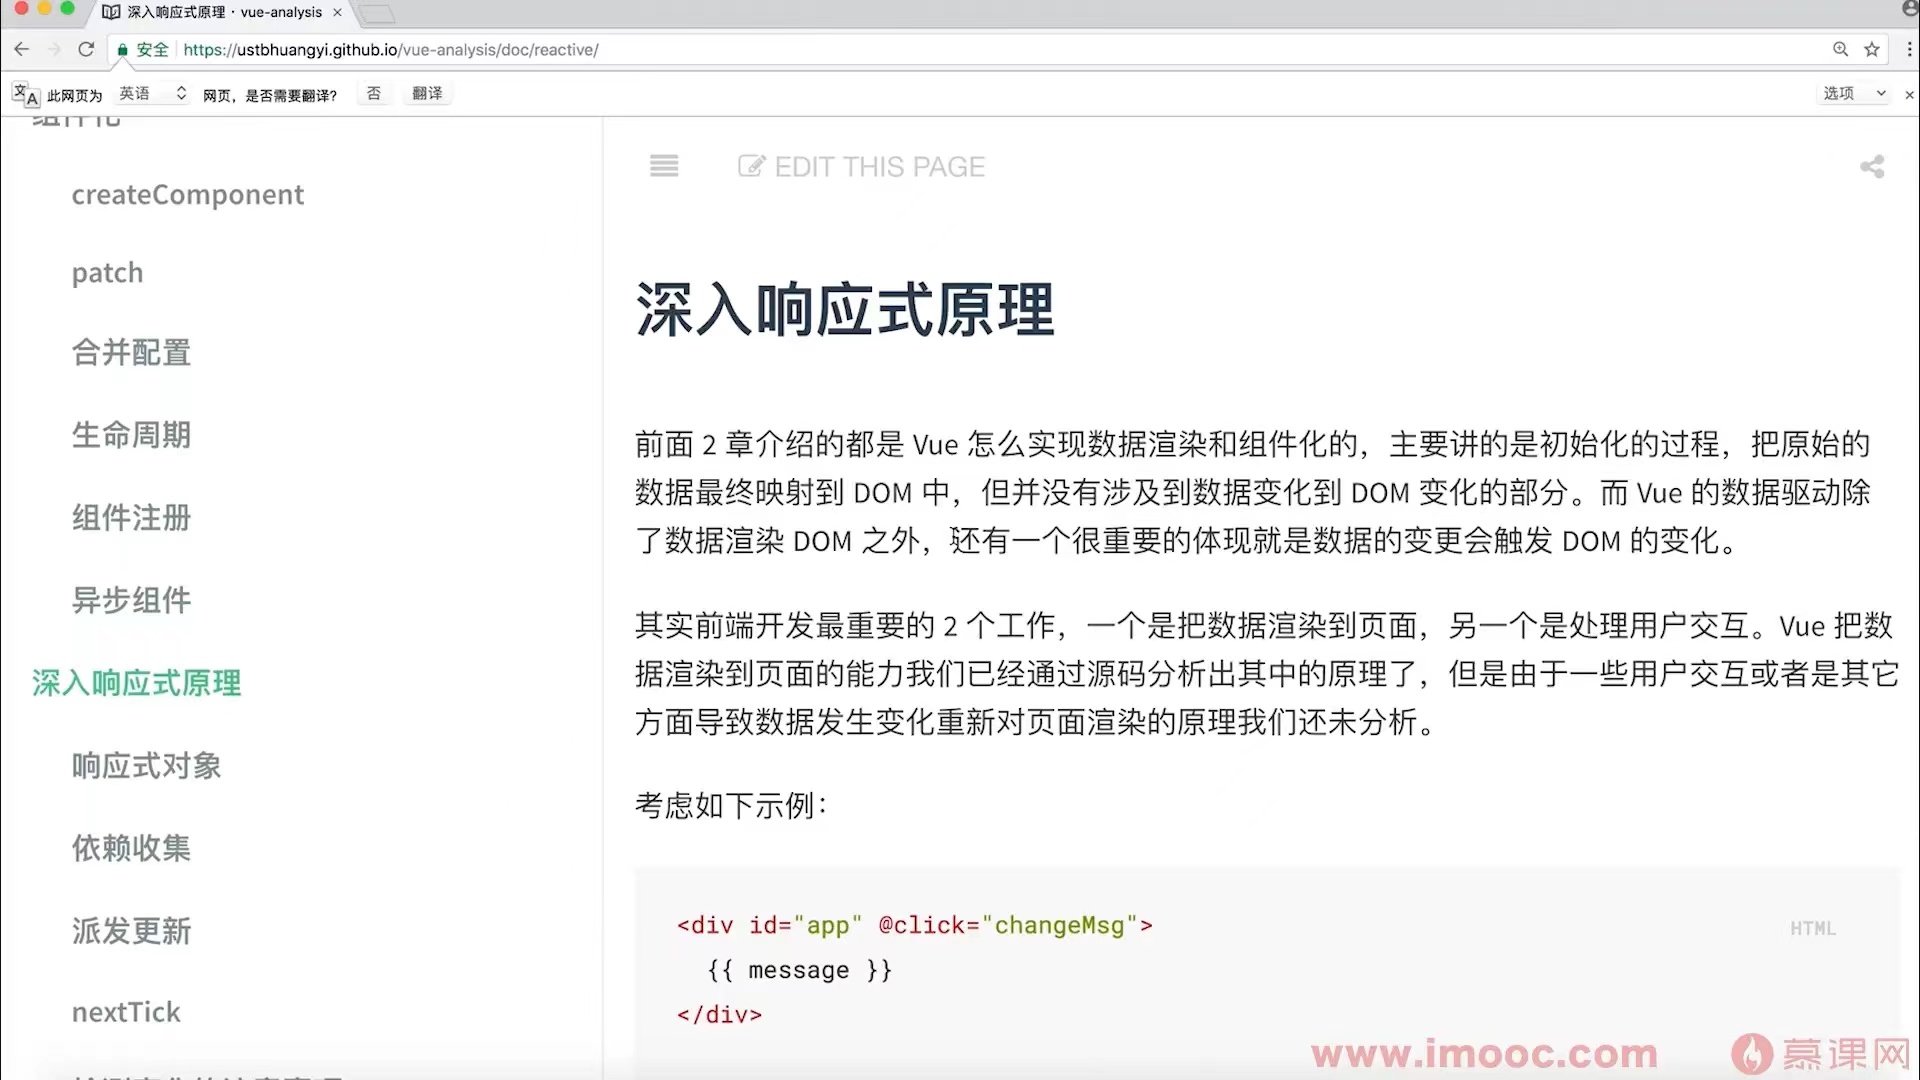 深入响应式原理 · vue-analysis
安全 https://ustbhuangyi.github.io/vue-analysis/doc/reactive/
此网页为 英语 网页，是否需要翻译？ 否 翻译 选项
组件化
createComponent
patch
合并配置
生命周期
组件注册
异步组件
深入响应式原理
响应式对象
依赖收集
派发更新
nextTick
EDIT THIS PAGE
深入响应式原理
前面 2 章介绍的都是 Vue 怎么实现数据渲染和组件化的，主要讲的是初始化的过程，把原始的
数据最终映射到 DOM 中，但并没有涉及到数据变化到 DOM 变化的部分。而 Vue 的数据驱动除
了数据渲染 DOM 之外，还有一个很重要的体现就是数据的变更会触发 DOM 的变化。
其实前端开发最重要的 2 个工作，一个是把数据渲染到页面，另一个是处理用户交互。Vue 把数
据渲染到页面的能力我们已经通过源码分析出其中的原理了，但是由于一些用户交互或者是其它
方面导致数据发生变化重新对页面渲染的原理我们还未分析。
考虑如下示例：
<div id="app" @click="changeMsg">
HTML
{{ message }}
</div>
www.imooc.com 慕课网